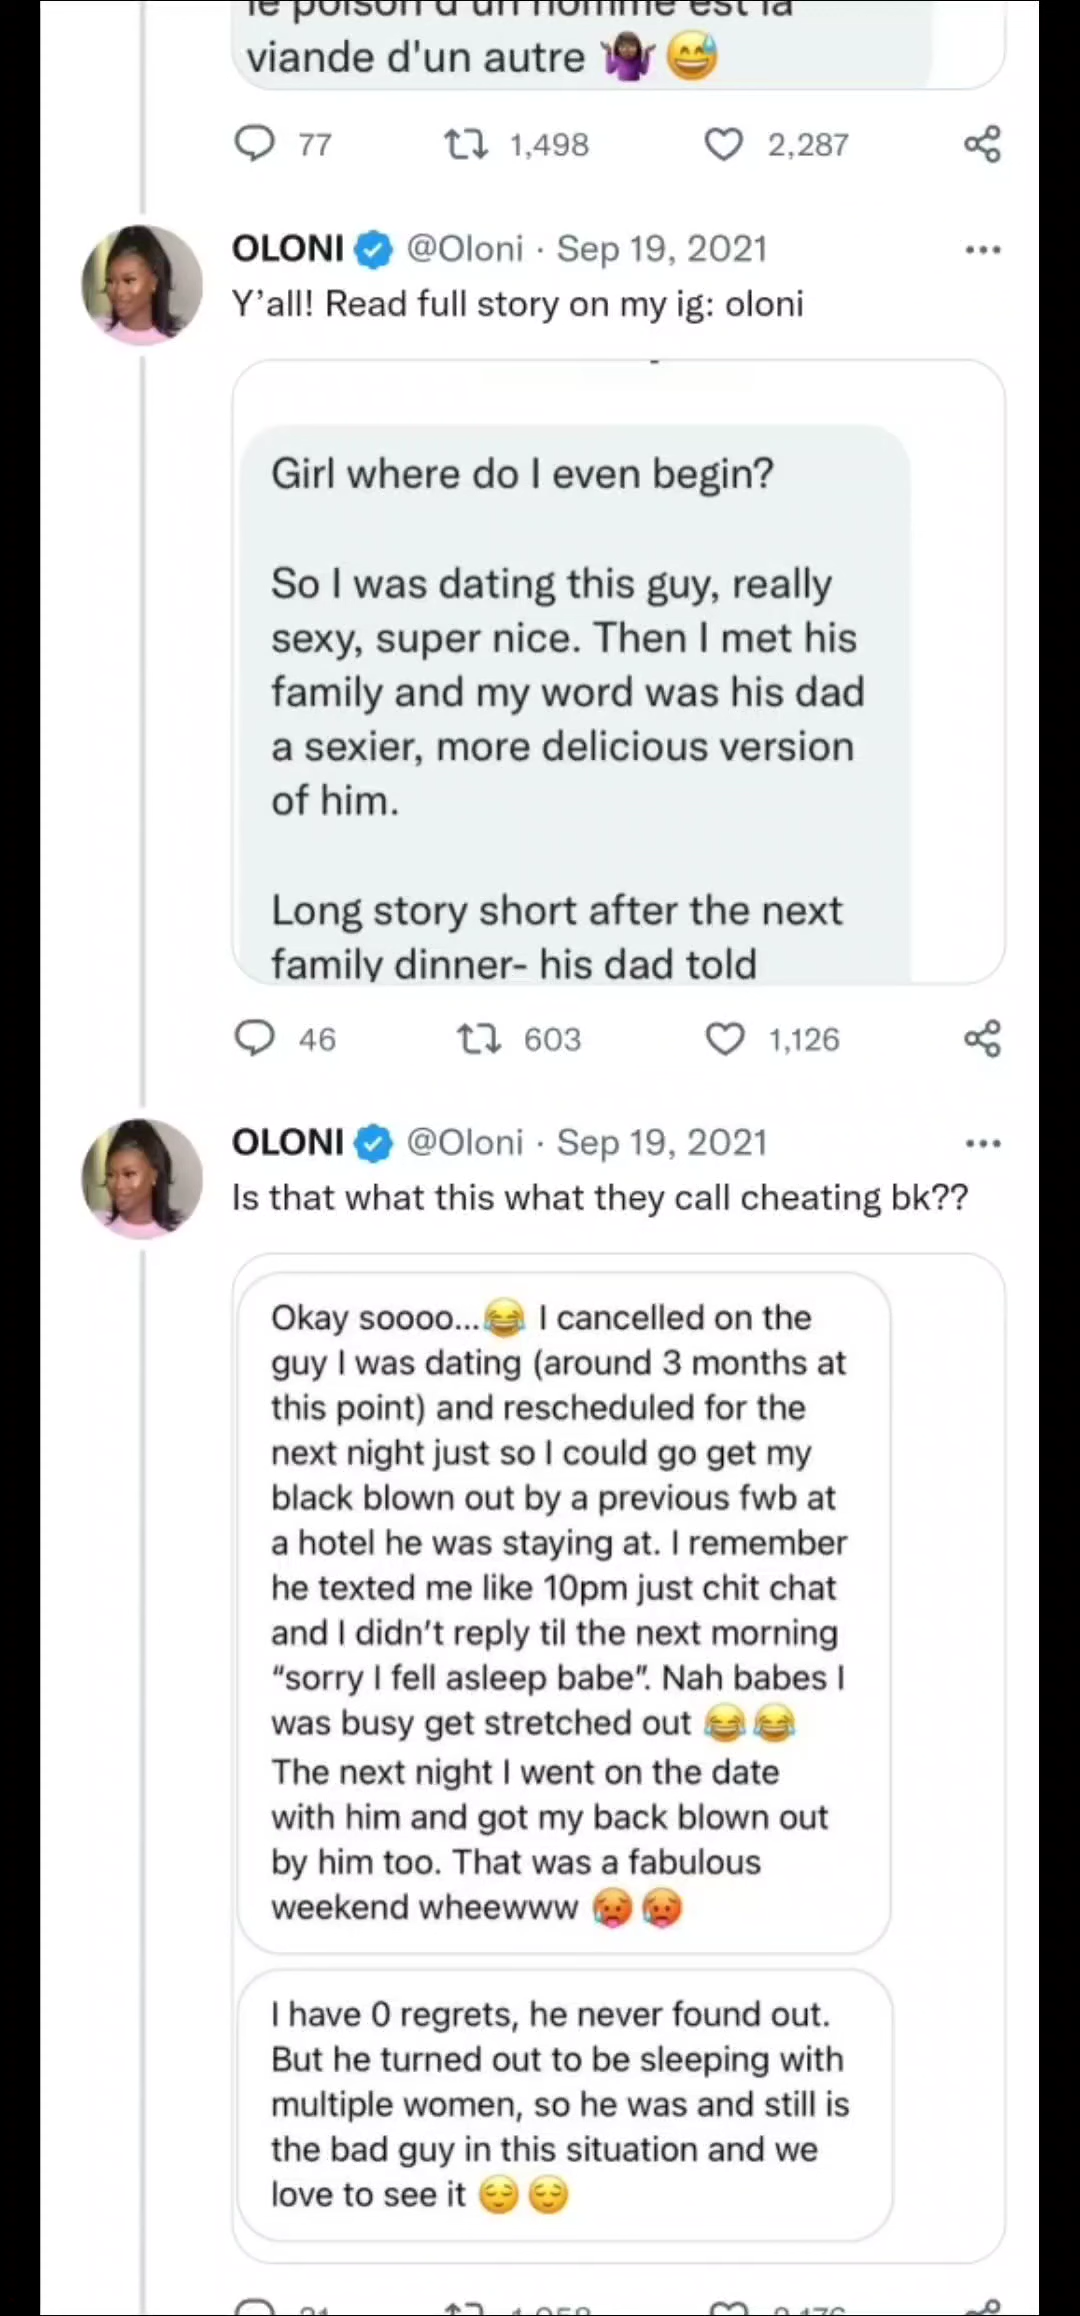 le poison d'un homme est la
viande d'un autre 🤷🏾‍♀️ 😅
77 1,498 2,287
OLONI @Oloni · Sep 19, 2021
Y’all! Read full story on my ig: oloni
Girl where do I even begin?
So I was dating this guy, really
sexy, super nice. Then I met his
family and my word was his dad
a sexier, more delicious version
of him.
Long story short after the next
family dinner- his dad told
46 603 1,126
OLONI @Oloni · Sep 19, 2021
Is that what this what they call cheating bk??
Okay soooo...😂 I cancelled on the
guy I was dating (around 3 months at
this point) and rescheduled for the
next night just so I could go get my
black blown out by a previous fwb at
a hotel he was staying at. I remember
he texted me like 10pm just chit chat
and I didn’t reply til the next morning
“sorry I fell asleep babe”. Nah babes I
was busy get stretched out 😂😂
The next night I went on the date
with him and got my back blown out
by him too. That was a fabulous
weekend wheewww 🥵🥵
I have 0 regrets, he never found out.
But he turned out to be sleeping with
multiple women, so he was and still is
the bad guy in this situation and we
love to see it 😌😌